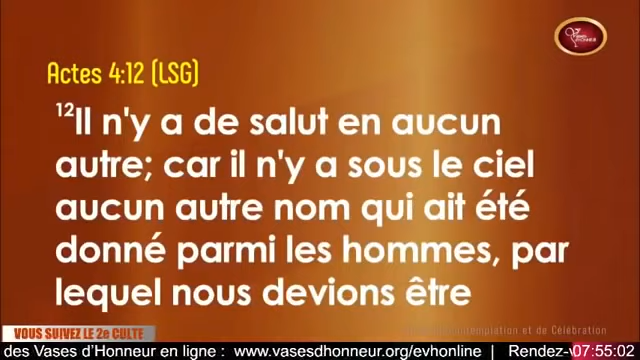 Actes 4:12 (LSG)
12Il n'y a de salut en aucun
autre; car il n'y a sous le ciel
aucun autre nom qui ait été
donné parmi les hommes, par
lequel nous devions être
VOUS SUIVEZ LE 2e CULTE
et de Célébration
des Vases d'Honneur en ligne : www.vasesdhonneur.org/evhonline | Rendez-v
07:55:02